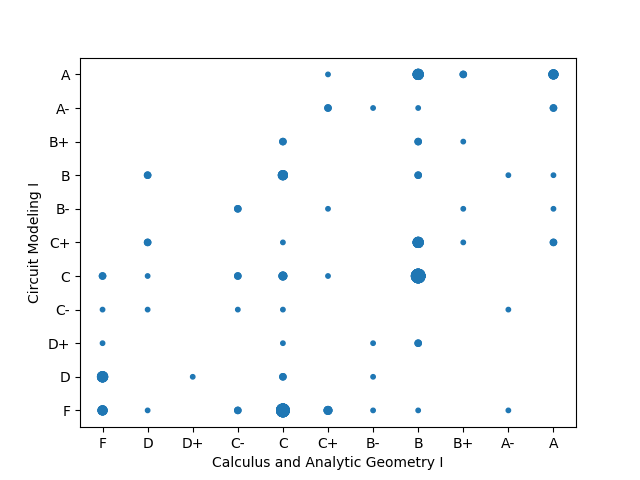 A
A-
B+
B
B-
C+
C
C-
D+
D
F
Circuit Modeling I
F D D+ C- C C+ B- B B+ A- A
Calculus and Analytic Geometry I